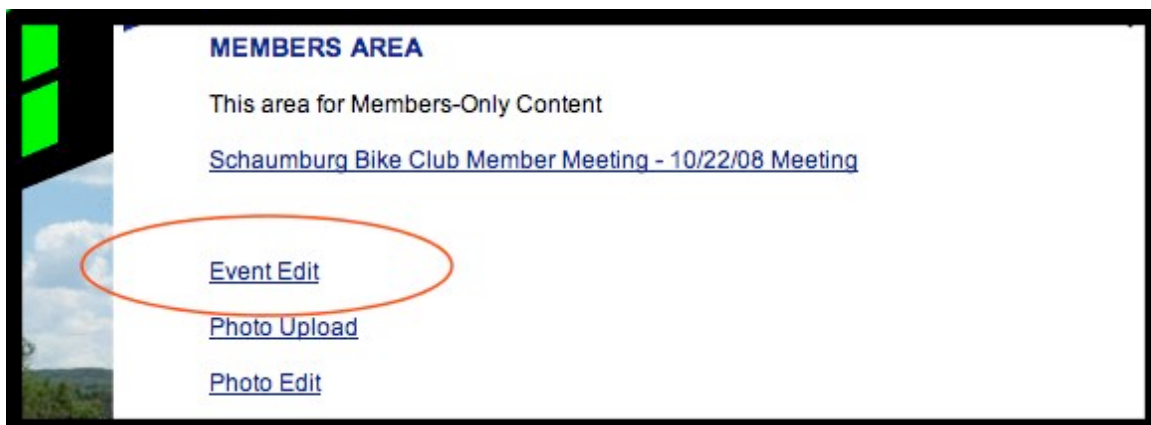 MEMBERS AREA
This area for Members-Only Content
Schaumburg Bike Club Member Meeting - 10/22/08 Meeting
Event Edit
Photo Upload
Photo Edit